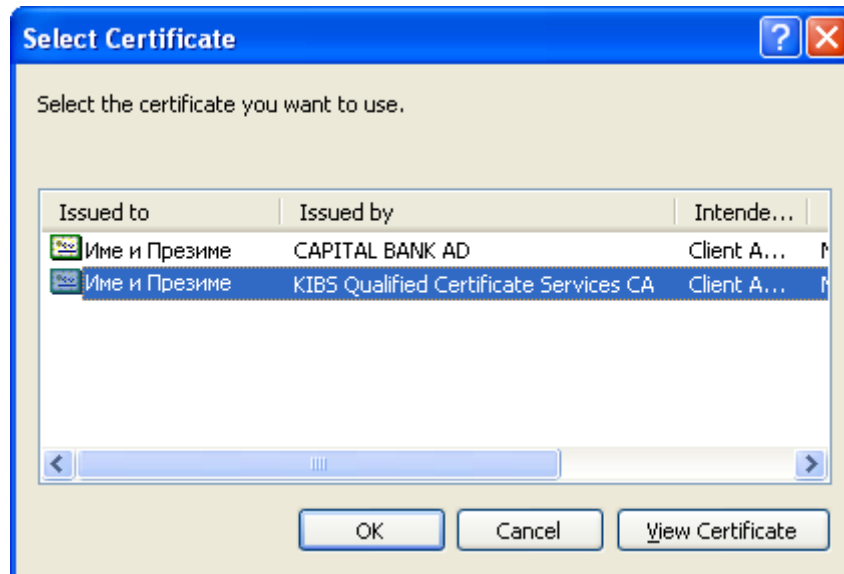 Select Certificate
Select the certificate you want to use.
Issued to Issued by Intende...
Име и Презиме CAPITAL BANK AD Client A...
Име и Презиме KIBS Qualified Certificate Services CA Client A...
OK Cancel View Certificate